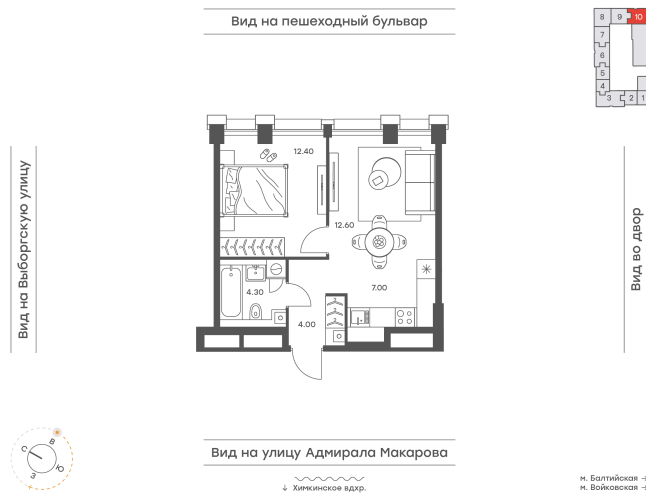 Вид на пешеходный бульвар
8 9 10
7
6
5
4
3 2 1
Вид на Выборгскую улицу
Вид во двор
12.40
12.60
4.30
7.00
4.00
С В
З Ю
Вид на улицу Адмирала Макарова
↓ Химкинское вдхр.
м. Балтийская
м. Войковская